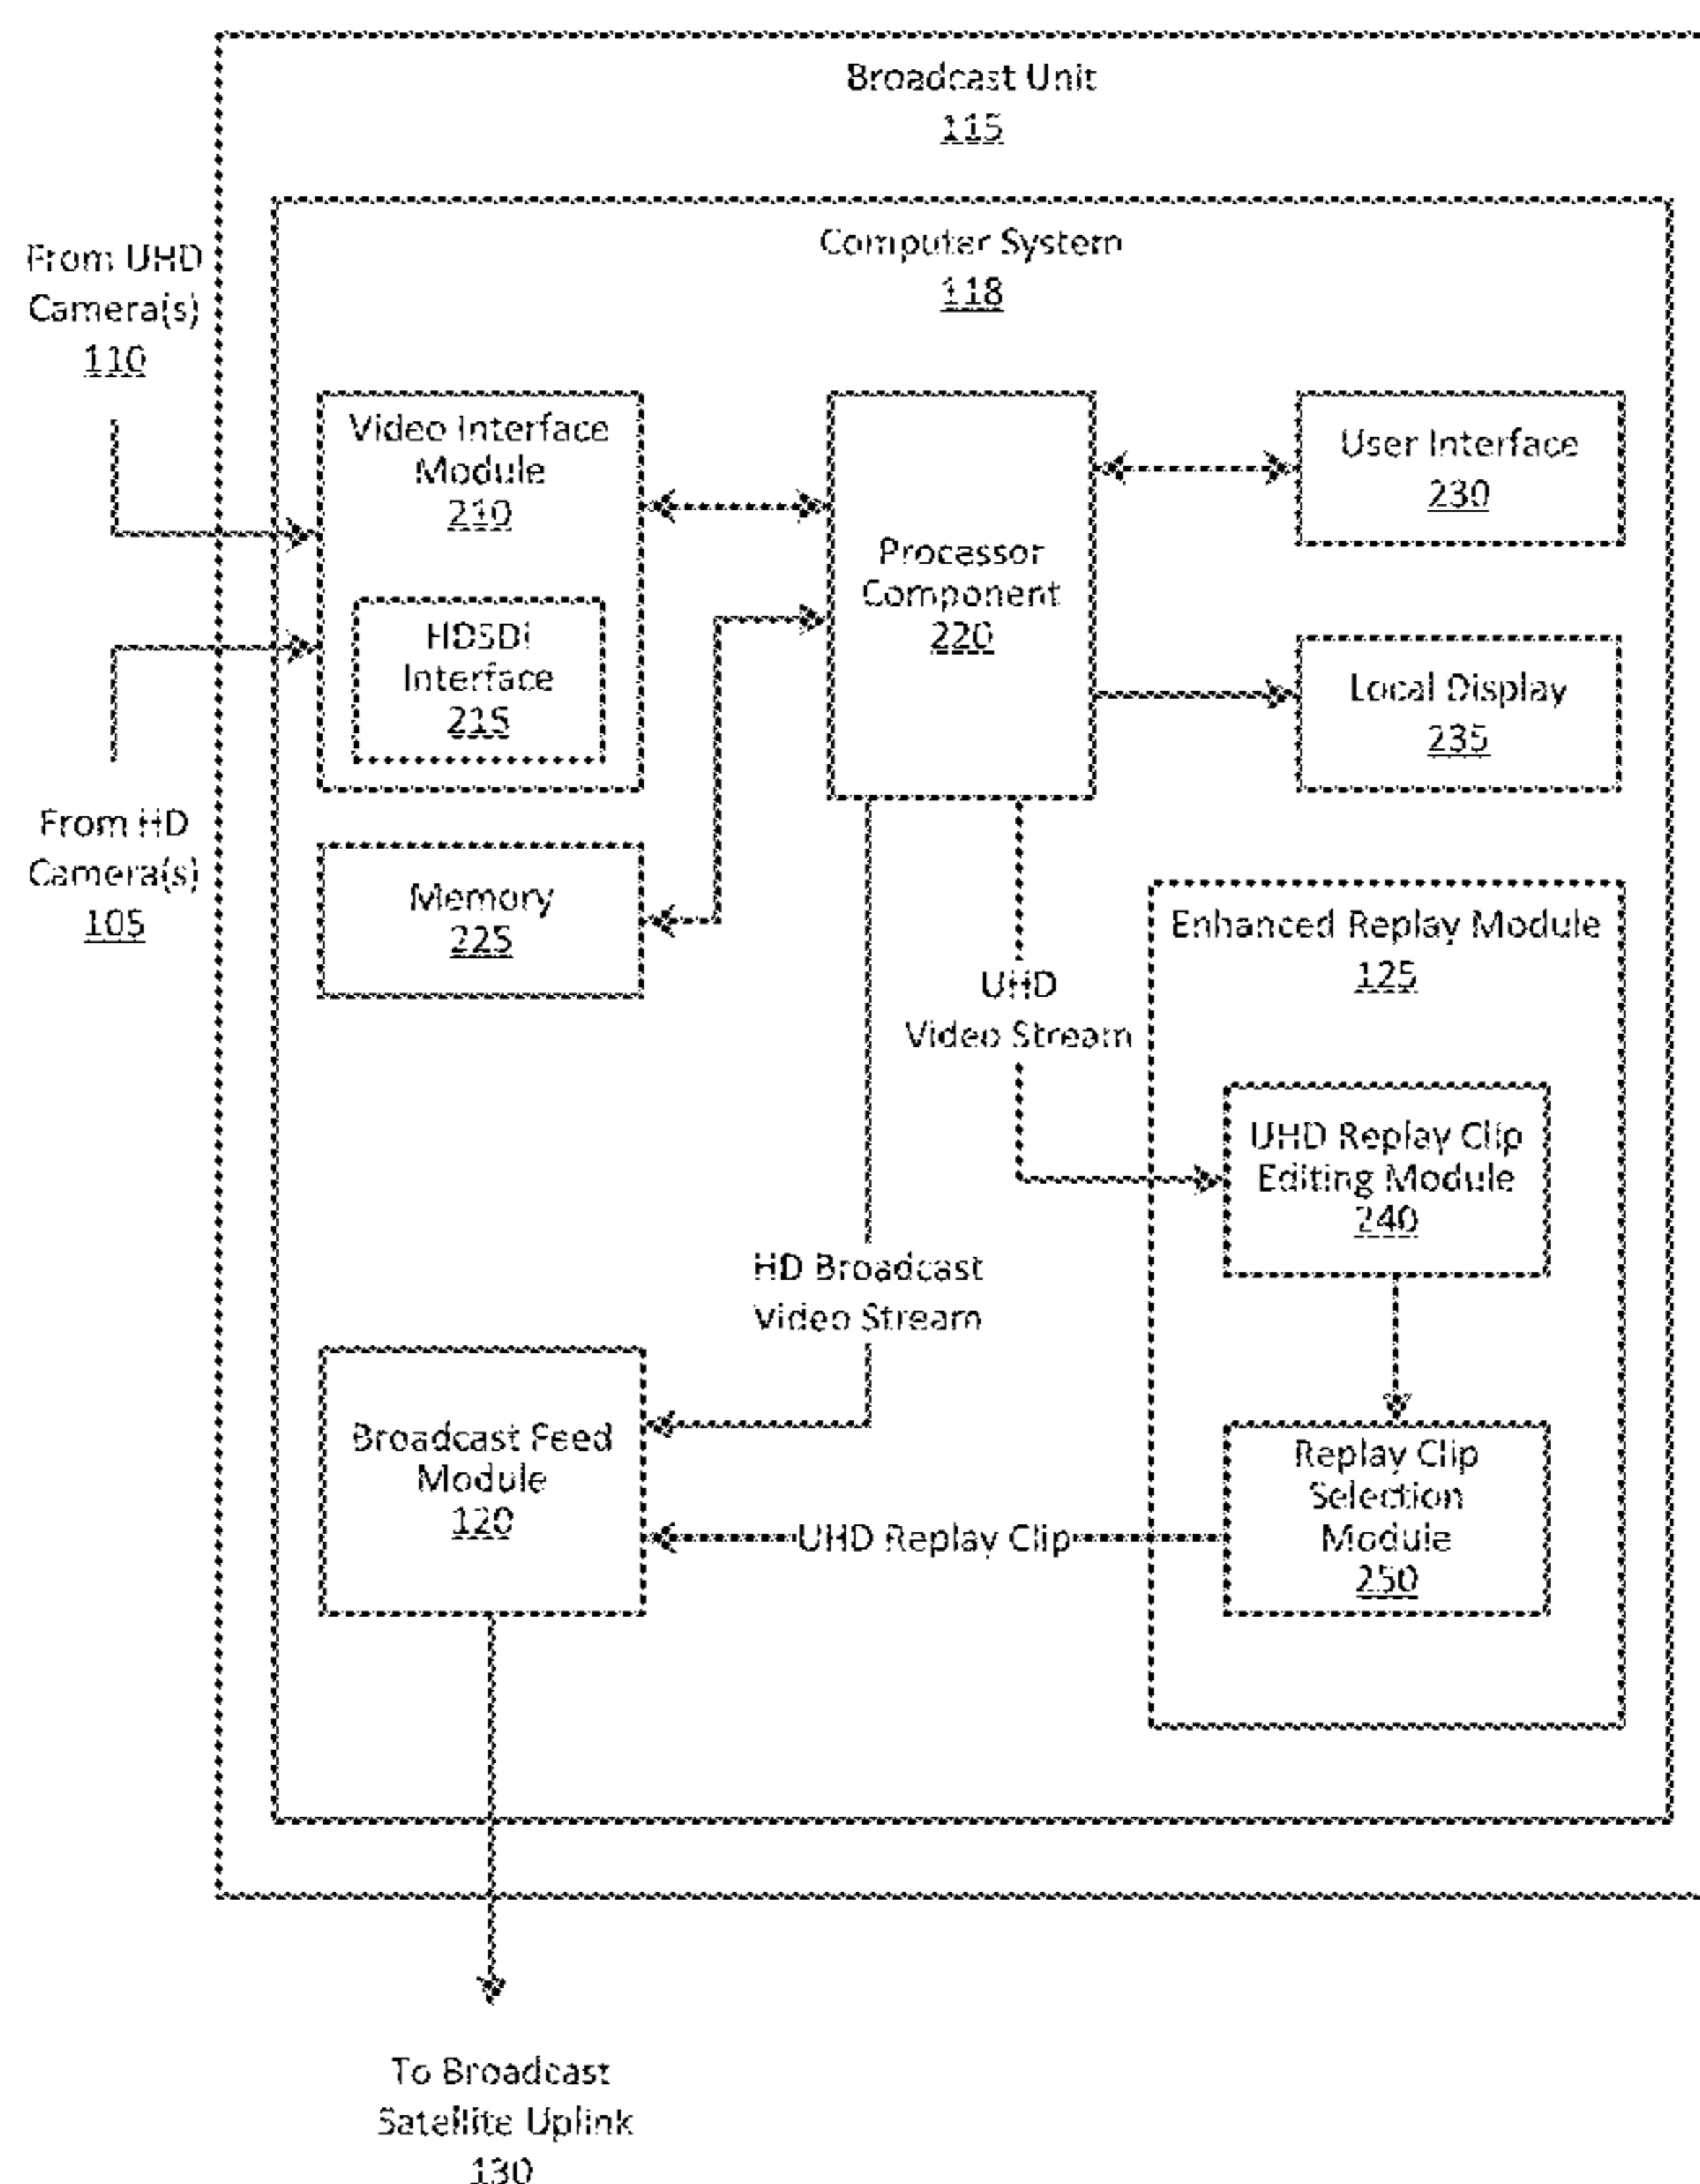 Broadcast Unit
115
Computer System
118
From UHD
Camera(s)
110
Video Interface
Module
210
HDSDI
Interface
215
From HD
Camera(s)
105
Memory
225
Processor
Component
220
User Interface
230
Local Display
235
UHD
Video Stream
Enhanced Replay Module
125
UHD Replay Clip
Editing Module
240
HD Broadcast
Video Stream
Broadcast Feed
Module
120
UHD Replay Clip
Replay Clip
Selection
Module
250
To Broadcast
Satellite Uplink
130